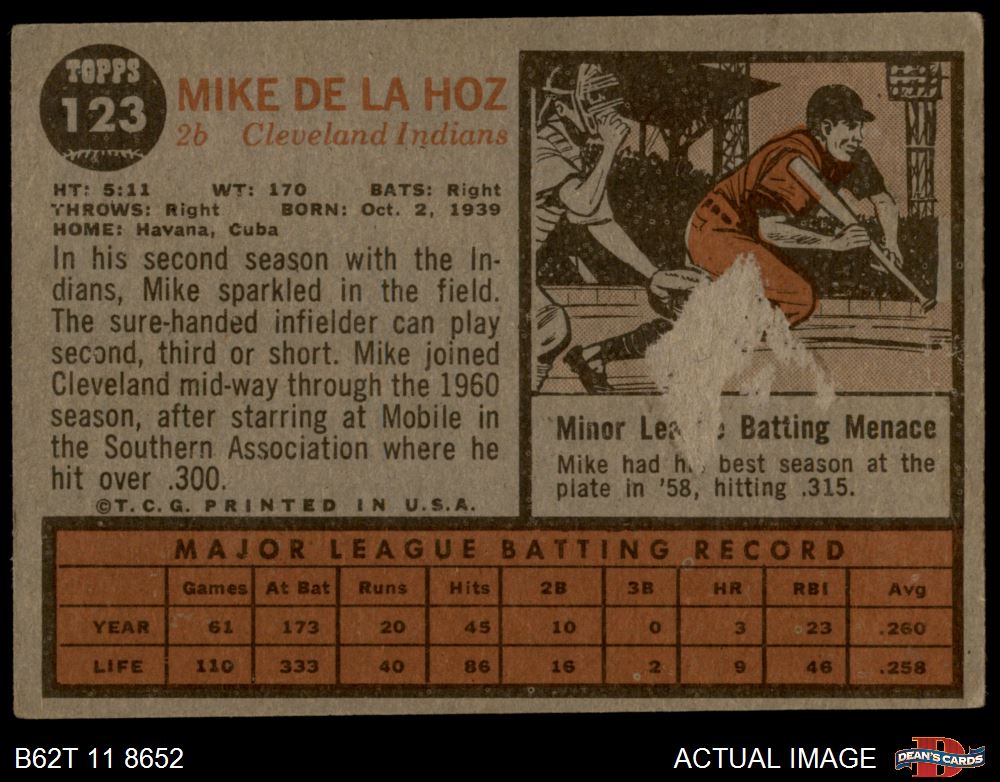 TOPPS
123
MIKE DE LA HOZ
2b Cleveland Indians
HT: 5:11 WT: 170 BATS: Right
THROWS: Right BORN: Oct. 2, 1939
HOME: Havana, Cuba
In his second season with the In-
dians, Mike sparkled in the field.
The sure-handed infielder can play
second, third or short. Mike joined
Cleveland mid-way through the 1960
season, after starring at Mobile in
the Southern Association where he
hit over .300.
©T.C.G. PRINTED IN U.S.A.
Minor Batting Menace
Mike had best season at the
plate in '58, hitting .315.
MAJOR LEAGUE BATTING RECORD
Games At Bat Runs Hits 2B 3B HR RBI Avg
YEAR 61 173 20 45 10 0 3 23 .260
LIFE 110 333 40 86 16 2 9 46 .258
B62T 11 8652
ACTUAL IMAGE
D
DEAN'S CARDS